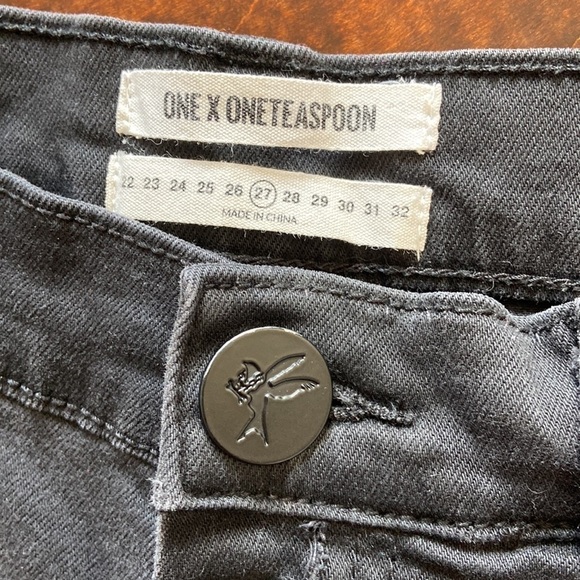 ONE X ONETEASPOON
22 23 24 25 26 27 28 29 30 31 32
MADE IN CHINA